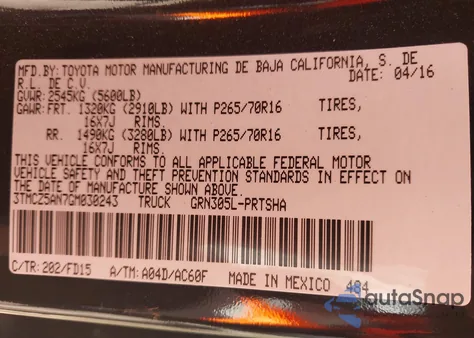 MFD.BY:TOYOTA MOTOR MANUFACTURING DE BAJA CALIFORNIA, S. DE
R.L. DE C.V. DATE: 04/16
GVWR:2545KG (5600LB)
GAWR:FRT. 1320KG (2910LB) WITH P265/70R16 TIRES,
16X7J RIMS.
RR. 1490KG (3280LB) WITH P265/70R16 TIRES,
16X7J RIMS.
THIS VEHICLE CONFORMS TO ALL APPLICABLE FEDERAL MOTOR
VEHICLE SAFETY AND THEFT PREVENTION STANDARDS IN EFFECT ON
THE DATE OF MANUFACTURE SHOWN ABOVE.
3TMCZ5AN7GM030243 TRUCK GRN305L-PRTSHA
C/TR:202/FD15 A/TM:A04D/AC60F MADE IN MEXICO 484
autaSnap